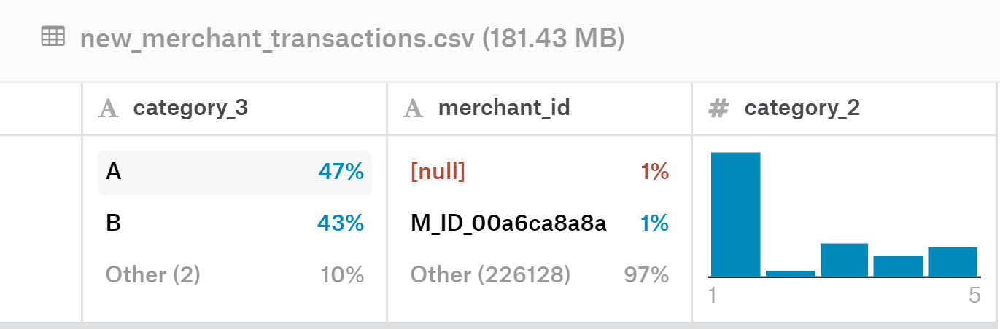 new_merchant_transactions.csv (181.43 MB)
A category_3
A merchant_id
# category_2
A 47%
B 43%
Other (2) 10%
[null] 1%
M_ID_00a6ca8a8a 1%
Other (226128) 97%
1 5